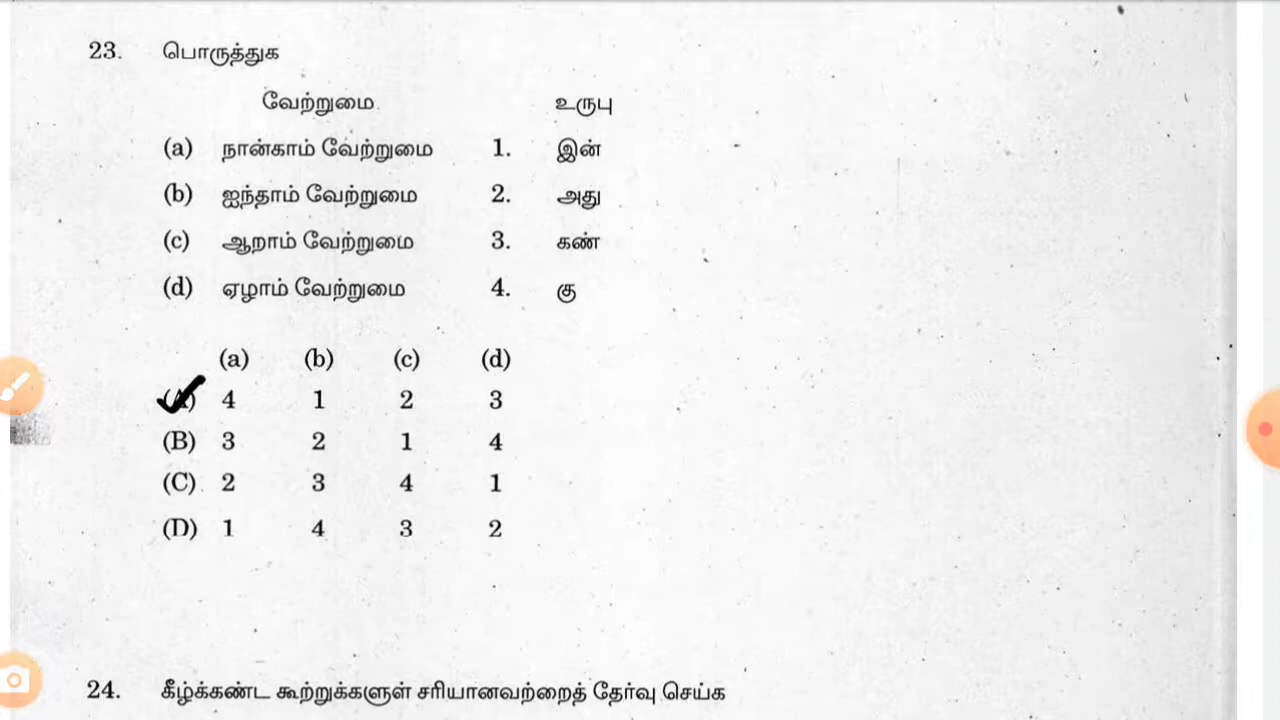 23. பொருத்துக
வேற்றுமை உருபு
(a) நான்காம் வேற்றுமை 1. இன்
(b) ஐந்தாம் வேற்றுமை 2. அது
(c) ஆறாம் வேற்றுமை 3. கண்
(d) ஏழாம் வேற்றுமை 4. கு
(a) (b) (c) (d)
(A) 4 1 2 3
(B) 3 2 1 4
(C) 2 3 4 1
(D) 1 4 3 2
24. கீழ்க்கண்ட கூற்றுக்களுள் சரியானவற்றைத் தேர்வு செய்க